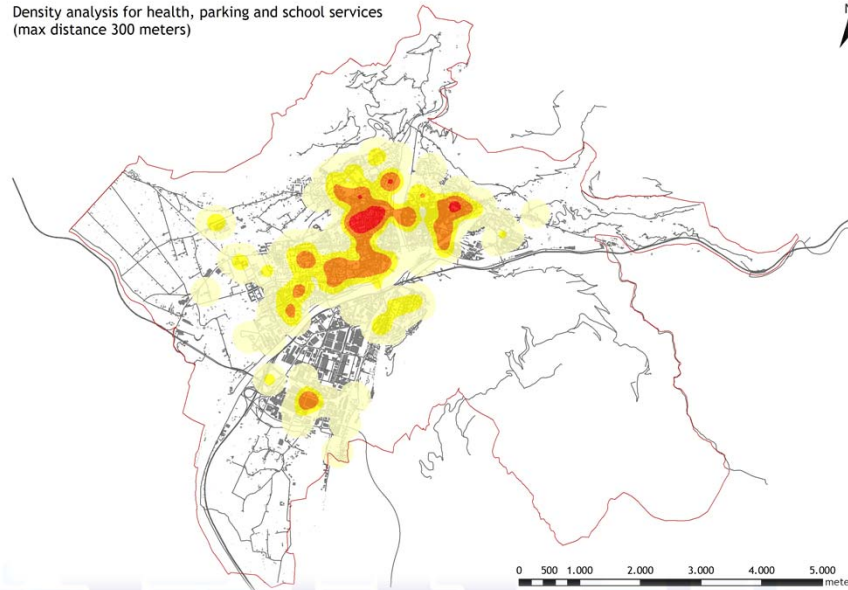 Density analysis for health, parking and school services
(max distance 300 meters)
N
0 500 1.000 2.000 3.000 4.000 5.000